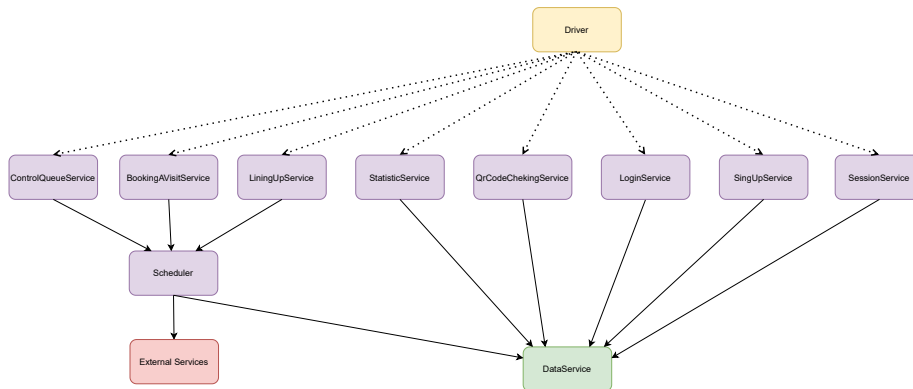 Driver
ControlQueueService
BookingAVisitService
LiningUpService
StatisticService
QrCodeChekingService
LoginService
SingUpService
SessionService
Scheduler
External Services
DataService